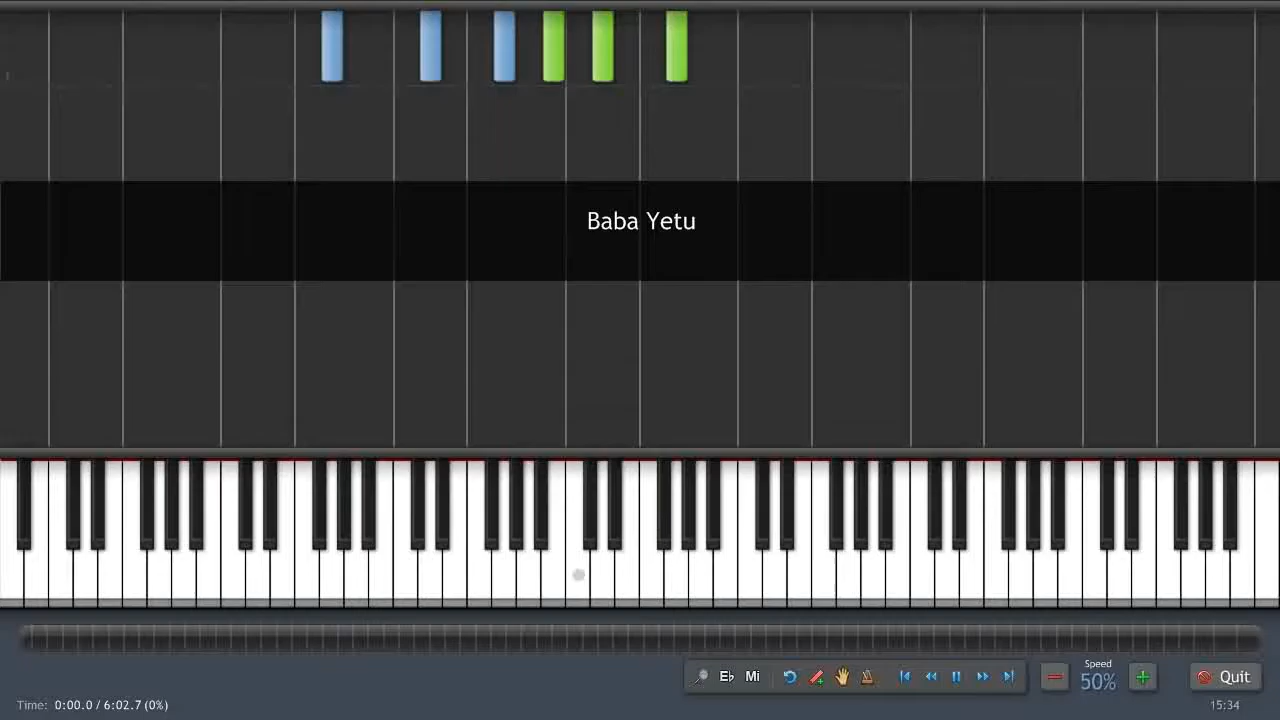 Baba Yetu
E♭ Mi
Speed
50%
Quit
Time: 0:00.0 / 6:02.7 (0%)
15:34